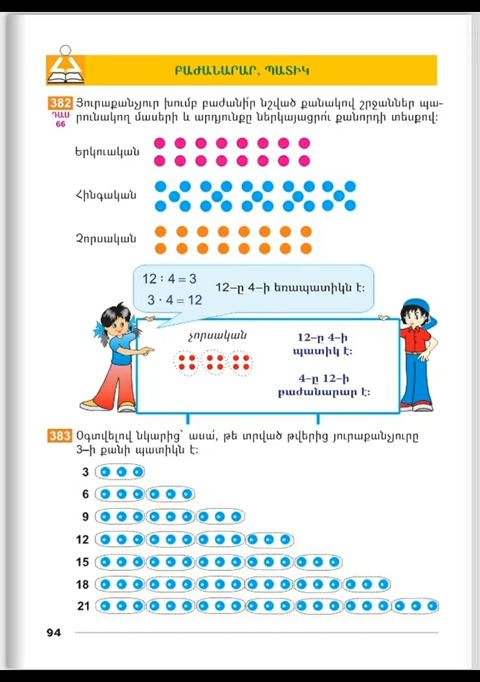 ԲԱԺԱՆԱՐԱՐ, ՊԱՏԻԿ
382 Յուրաքանչյուր խումբ բաժանի՛ր նշված քանակով շրջաններ պա-
ԴԱՍ 66
րունակող մասերի և արդյունքը ներկայացրո՛ւ քանորդի տեսքով:
Երկուական
Հինգական
Չորսական
12 : 4 = 3
3 · 4 = 12
12–ը 4–ի եռապատիկն է:
չորսական
12–ը 4–ի
պատիկ է:
4–ը 12–ի
բաժանարար է:
383 Օգտվելով նկարից՝ ասա՛, թե տրված թվերից յուրաքանչյուրը
3–ի քանի պատիկն է:
3
6
9
12
15
18
21
94